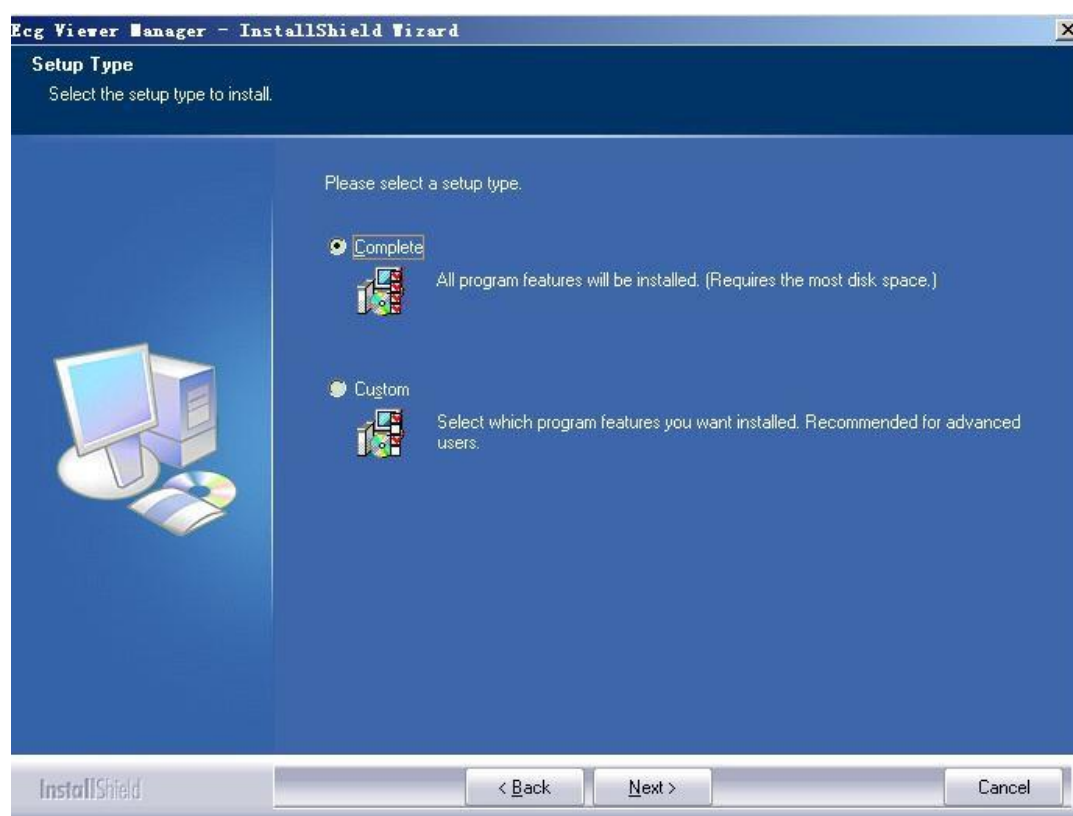 Ecg Viewer Manager - InstallShield Wizard
Setup Type
Select the setup type to install.
Please select a setup type.
Complete
All program features will be installed. (Requires the most disk space.)
Custom
Select which program features you want installed. Recommended for advanced
users.
InstallShield
< Back
Next >
Cancel